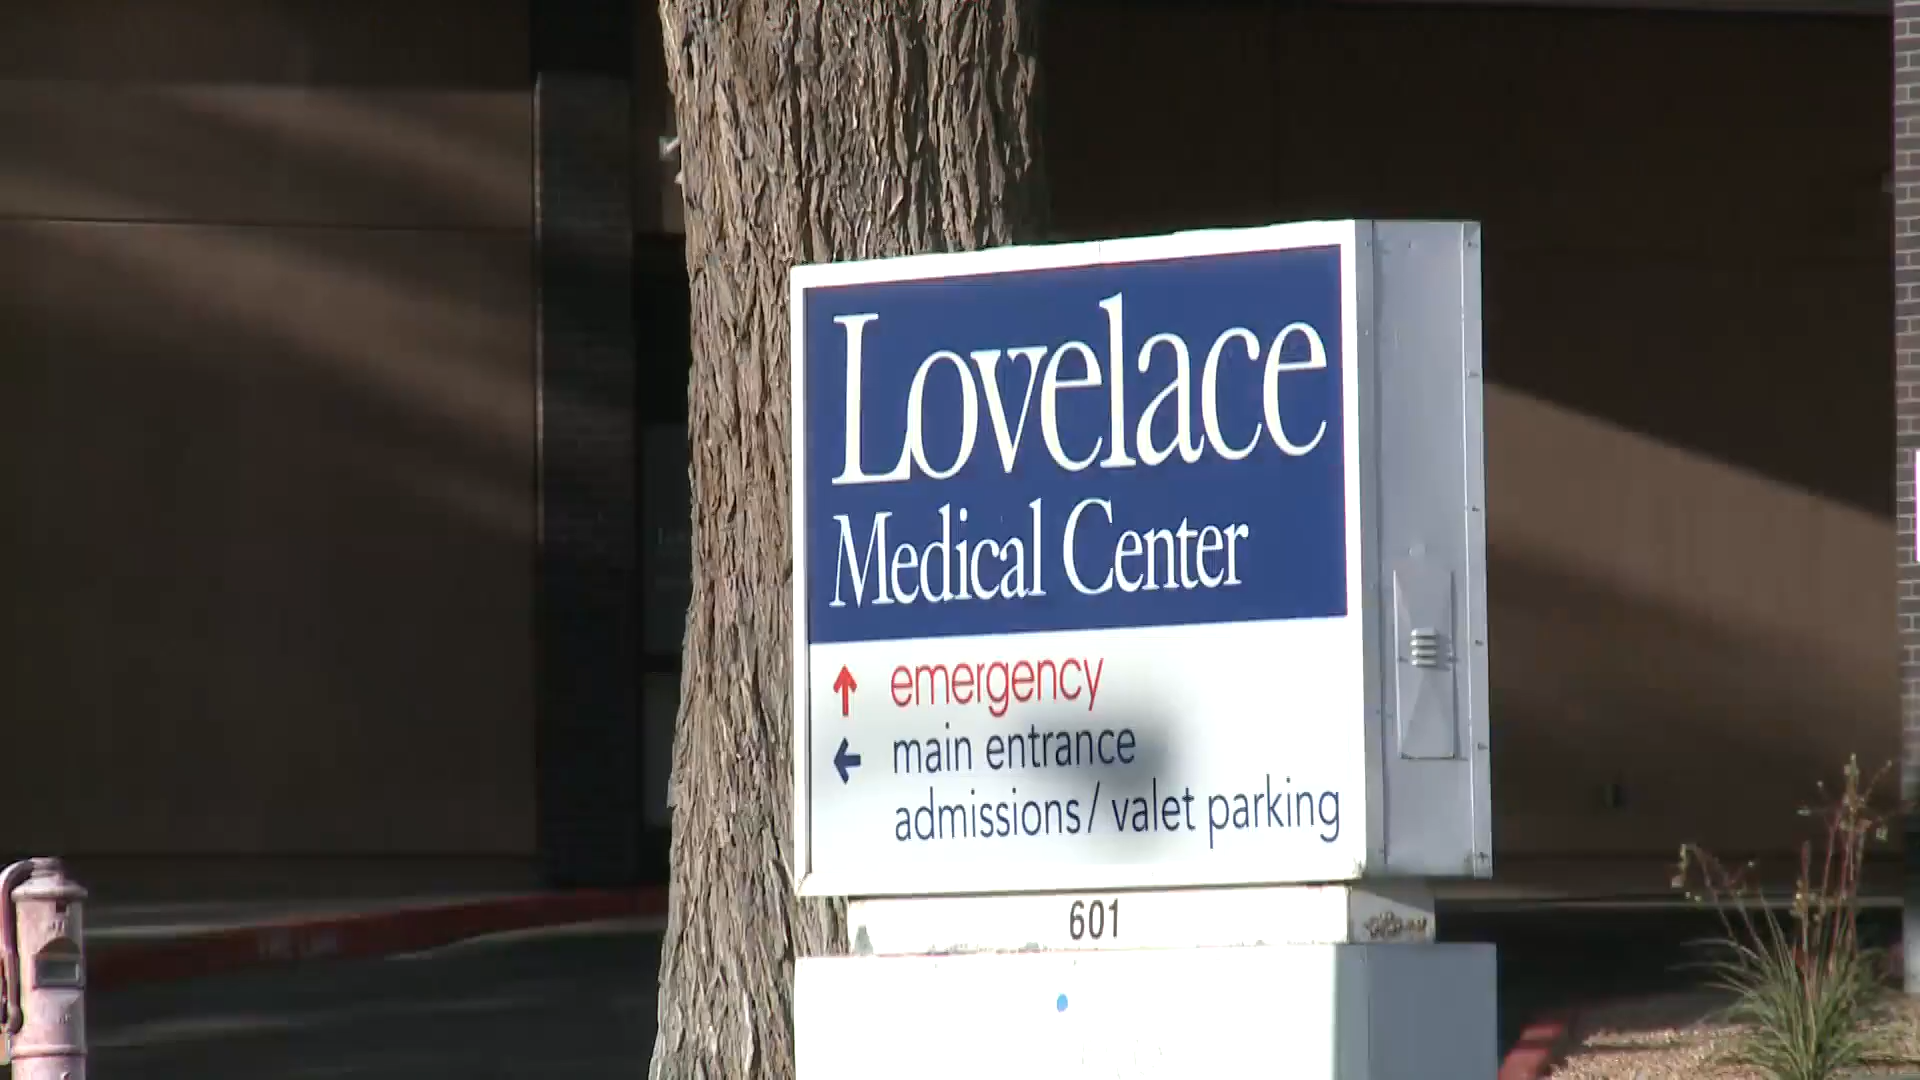 Lovelace
Medical Center
emergency
main entrance
admissions/ valet parking
601